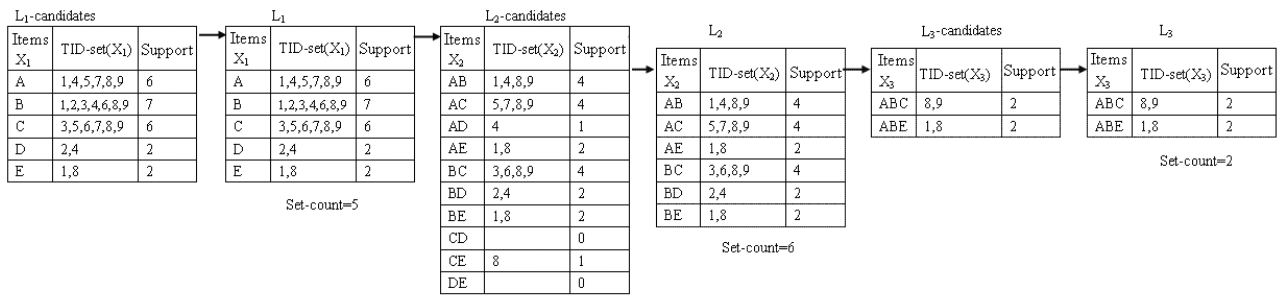 L1-candidates
Items X1 TID-set(X1) Support
A 1,4,5,7,8,9 6
B 1,2,3,4,6,8,9 7
C 3,5,6,7,8,9 6
D 2,4 2
E 1,8 2
L1
Items X1 TID-set(X1) Support
A 1,4,5,7,8,9 6
B 1,2,3,4,6,8,9 7
C 3,5,6,7,8,9 6
D 2,4 2
E 1,8 2
Set-count=5
L2-candidates
Items X2 TID-set(X2) Support
AB 1,4,8,9 4
AC 5,7,8,9 4
AD 4 1
AE 1,8 2
BC 3,6,8,9 4
BD 2,4 2
BE 1,8 2
CD 0
CE 8 1
DE 0
L2
Items X2 TID-set(X2) Support
AB 1,4,8,9 4
AC 5,7,8,9 4
AE 1,8 2
BC 3,6,8,9 4
BD 2,4 2
BE 1,8 2
Set-count=6
L3-candidates
Items X3 TID-set(X3) Support
ABC 8,9 2
ABE 1,8 2
L3
Items X3 TID-set(X3) Support
ABC 8,9 2
ABE 1,8 2
Set-count=2